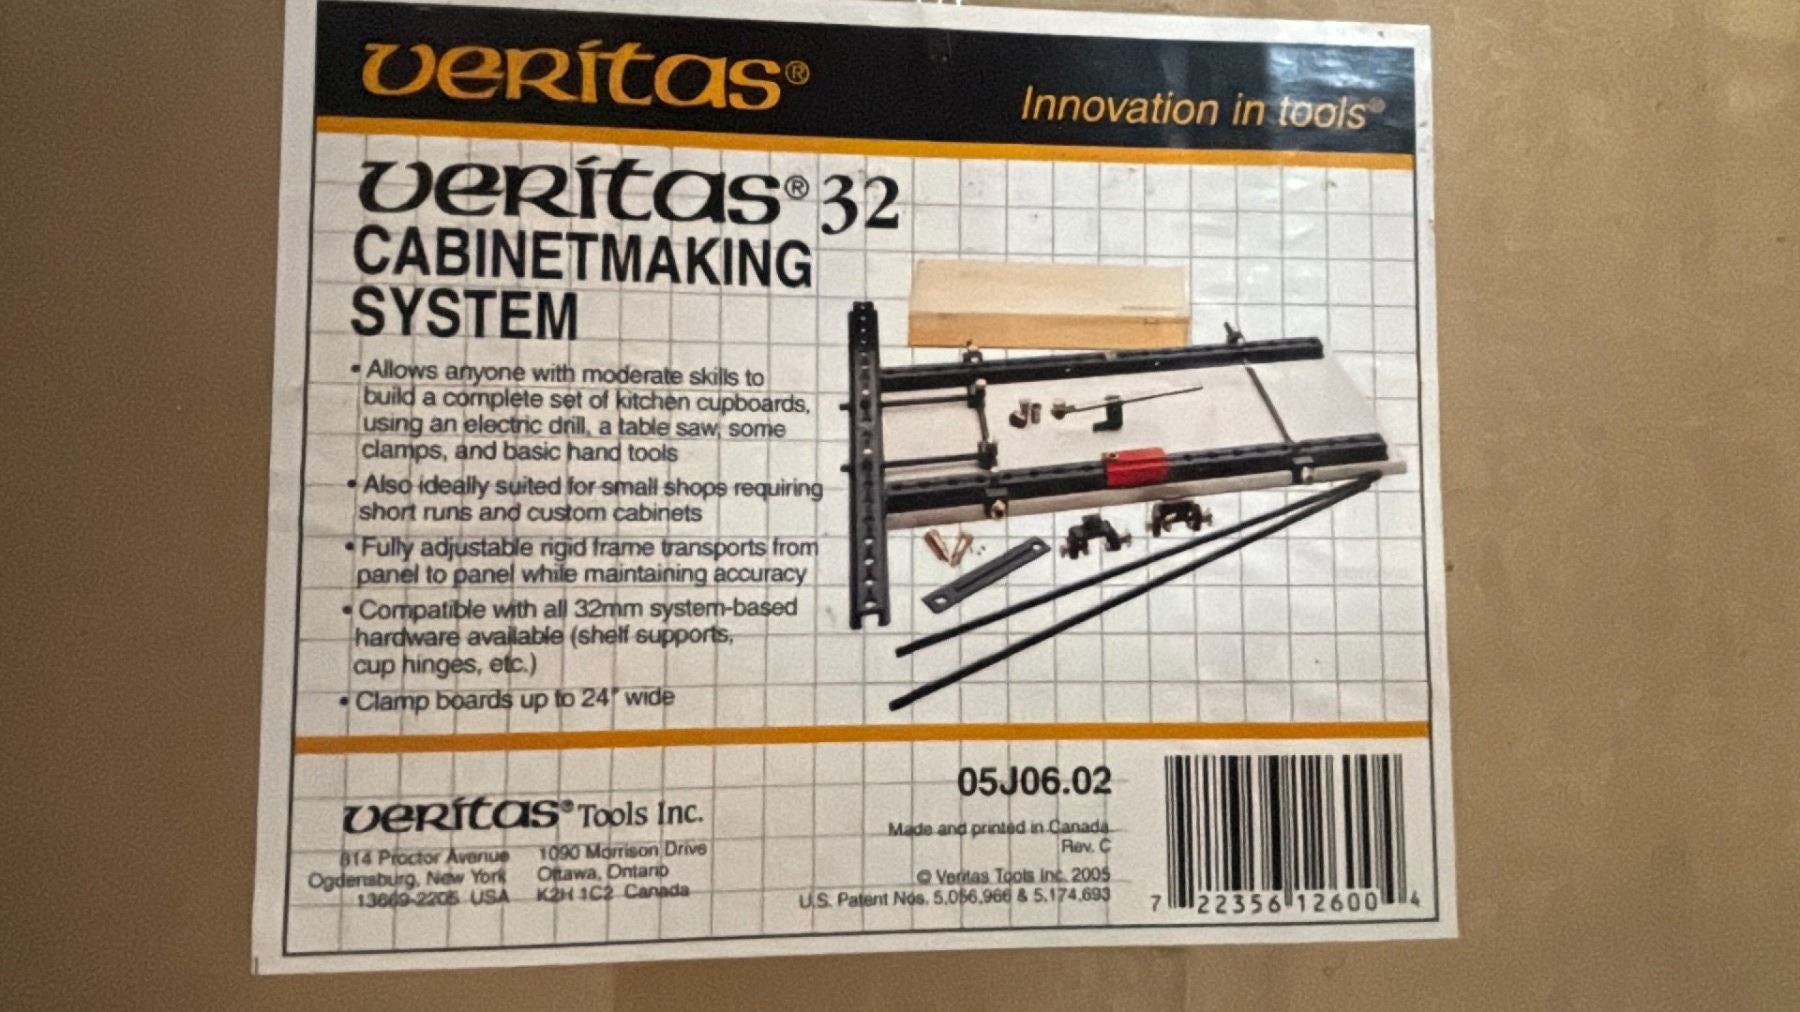 veritas®
Innovation in tools®
veritas® 32
CABINETMAKING
SYSTEM
• Allows anyone with moderate skills to
build a complete set of kitchen cupboards,
using an electric drill, a table saw, some
clamps, and basic hand tools
• Also ideally suited for small shops requiring
short runs and custom cabinets
• Fully adjustable rigid frame transports from
panel to panel while maintaining accuracy
• Compatible with all 32mm system-based
hardware available (shelf supports,
cup hinges, etc.)
• Clamp boards up to 24" wide
veritas® Tools Inc.
814 Proctor Avenue
Ogdensburg, New York
13669-2205 USA
1090 Morrison Drive
Ottawa, Ontario
K2H 1C2 Canada
05J06.02
Made and printed in Canada
Rev. C
© Veritas Tools Inc. 2005
U.S. Patent Nos. 5,056,966 & 5,174,693
7 22356 12600 4